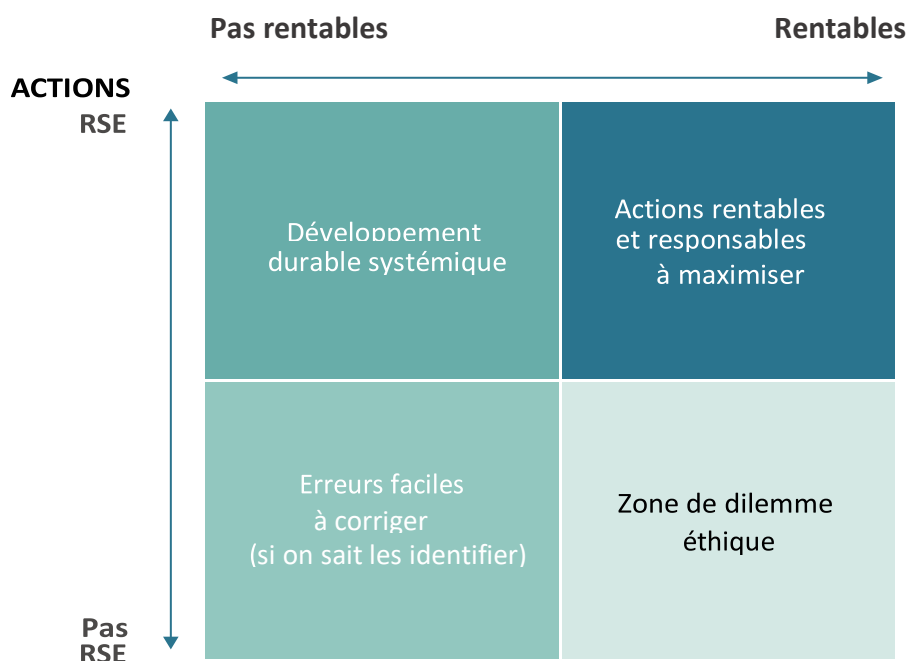 Pas rentables
Rentables
ACTIONS
RSE
Développement
durable systémique
Actions rentables
et responsables
à maximiser
Erreurs faciles
à corriger
(si on sait les identifier)
Zone de dilemme
éthique
Pas
RSE